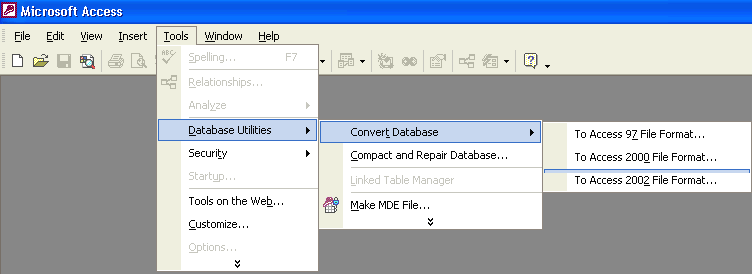 Microsoft Access
File Edit View Insert Tools Window Help
Spelling... F7
Relationships...
Analyze
Database Utilities
Security
Startup...
Tools on the Web...
Customize...
Options...
Convert Database
Compact and Repair Database...
Linked Table Manager
Make MDE File...
To Access 97 File Format...
To Access 2000 File Format...
To Access 2002 File Format...